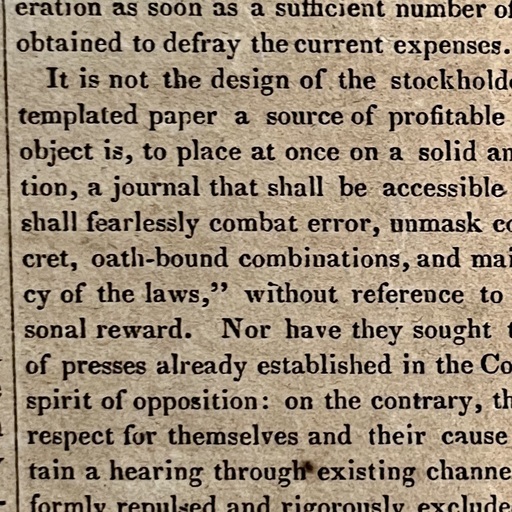 eration as soon as a sufficient number of
obtained to defray the current expenses.
It is not the design of the stockhold
templated paper a source of profitable
object is, to place at once on a solid an
tion, a journal that shall be accessible
shall fearlessly combat error, unmask co
cret, oath-bound combinations, and mai
cy of the laws,” without reference to
sonal reward. Nor have they sought t
of presses already established in the Co
spirit of opposition: on the contrary, th
respect for themselves and their cause
tain a hearing through existing channe
formly repulsed and rigorously exclude